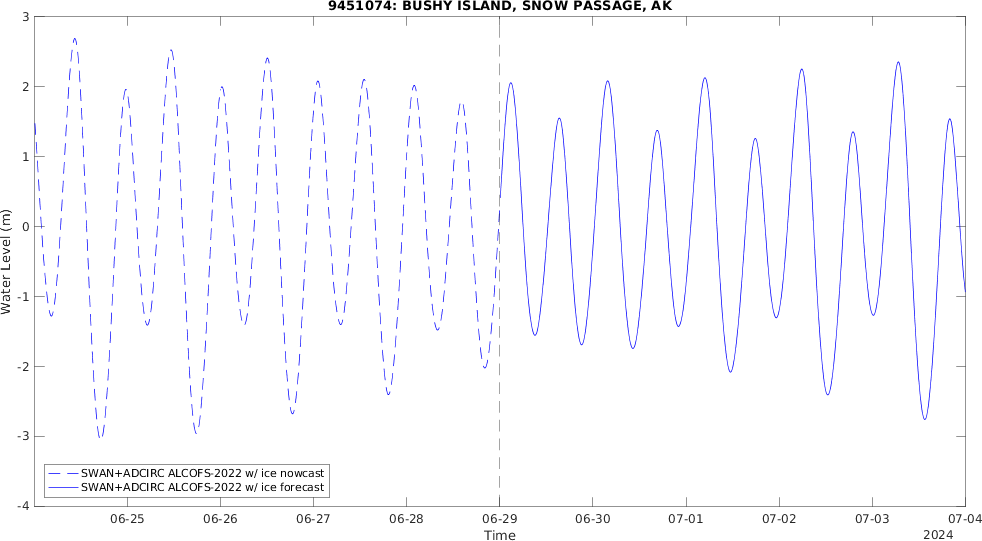 9451074: BUSHY ISLAND, SNOW PASSAGE, AK
Water Level (m)
3
2
1
0
-1
-2
-3
-4
SWAN+ADCIRC ALCOFS-2022 w/ ice nowcast
SWAN+ADCIRC ALCOFS-2022 w/ ice forecast
06-25 06-26 06-27 06-28 06-29 06-30 07-01 07-02 07-03 07-04
Time
2024